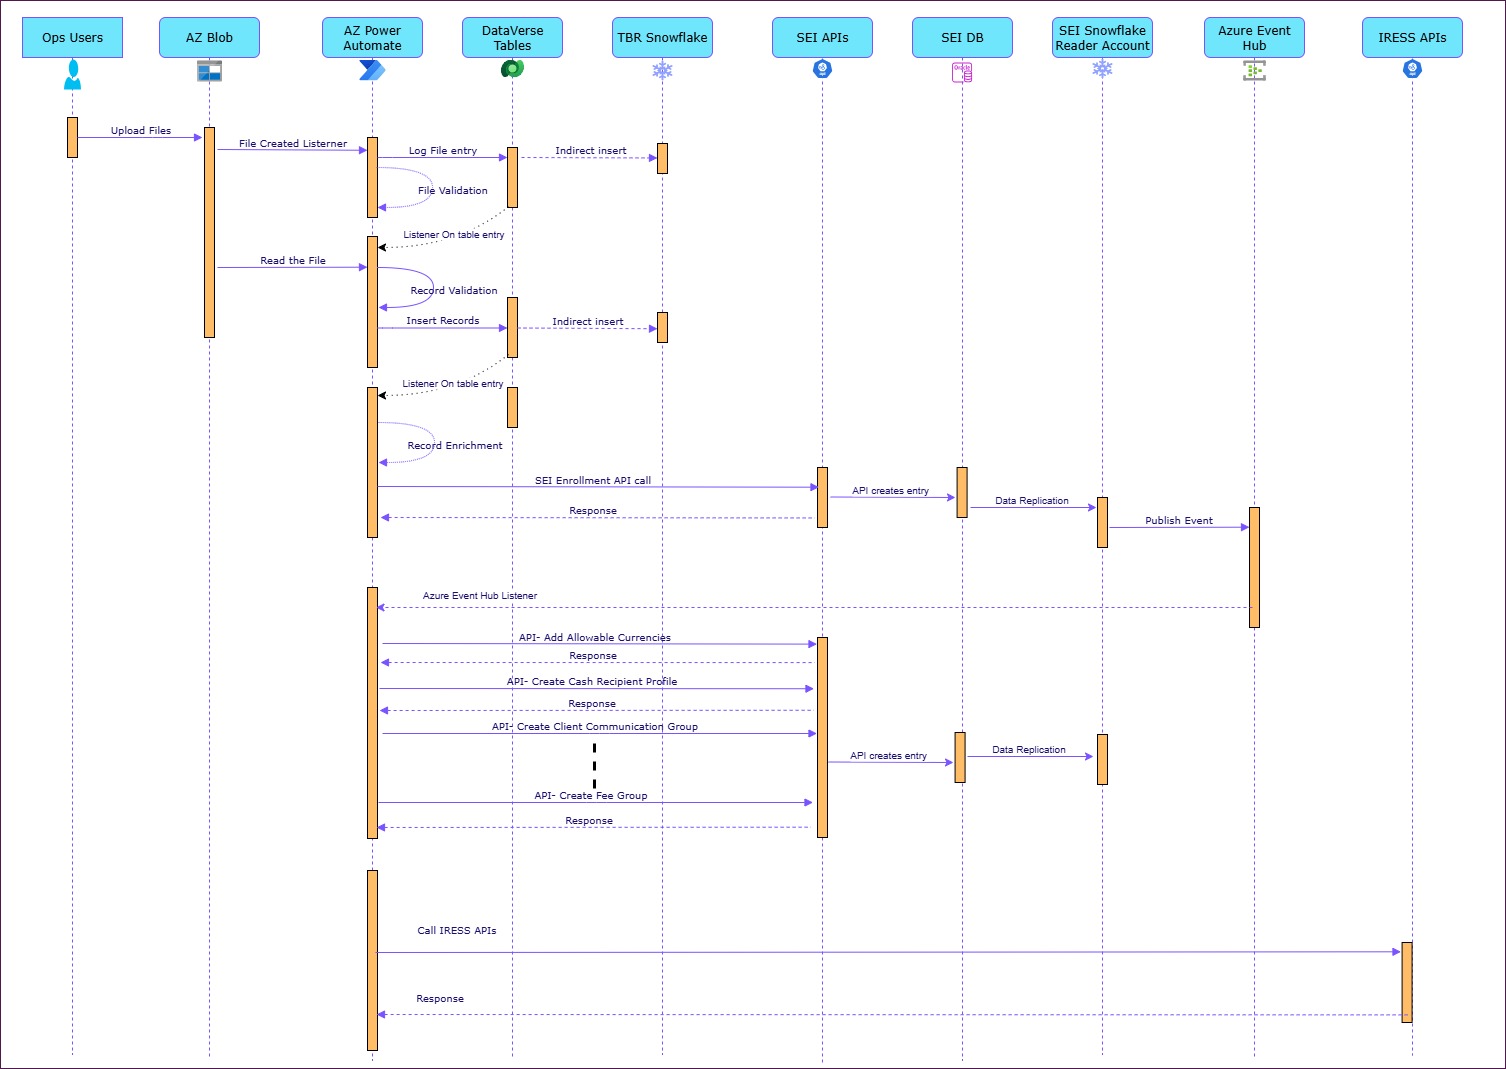 Ops Users
AZ Blob
AZ Power
Automate
DataVerse
Tables
TBR Snowflake
SEI APIs
SEI DB
SEI Snowflake
Reader Account
Azure Event
Hub
IRESS APIs
Upload Files
File Created Listerner
Log File entry
Indirect insert
File Validation
Listener On table entry
Read the File
Record Validation
Insert Records
Indirect insert
Listener On table entry
Record Enrichment
SEI Enrollment API call
API creates entry
Data Replication
Response
Publish Event
Azure Event Hub Listener
API- Add Allowable Currencies
Response
API- Create Cash Recipient Profile
Response
API- Create Client Communication Group
API creates entry
Data Replication
API- Create Fee Group
Response
Call IRESS APIs
Response